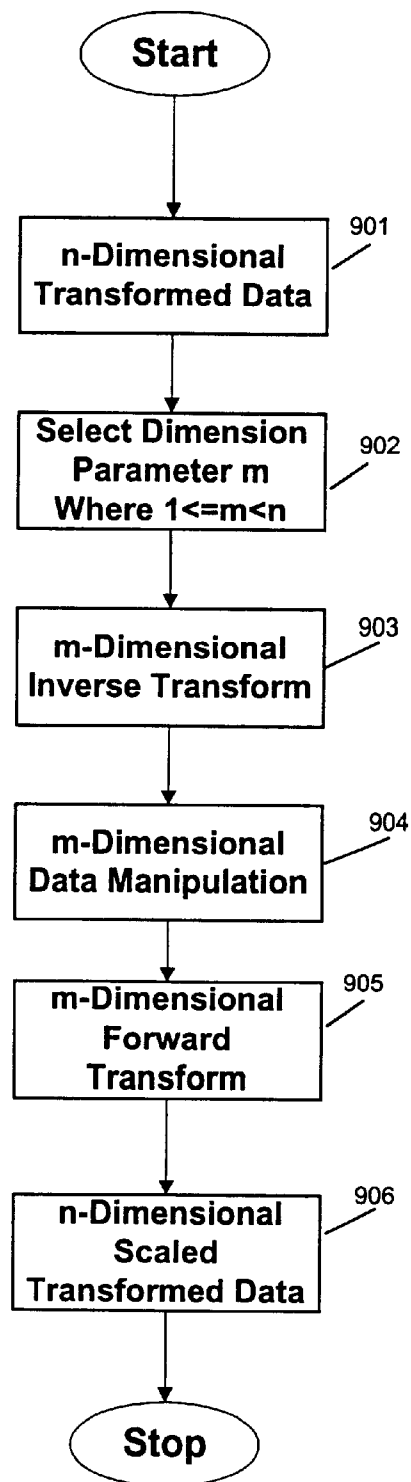 Start
901
n-Dimensional
Transformed Data
Select Dimension
Parameter m
Where 1<=m<n
902
903
m-Dimensional
Inverse Transform
904
m-Dimensional
Data Manipulation
905
m-Dimensional
Forward
Transform
906
n-Dimensional
Scaled
Transformed Data
Stop